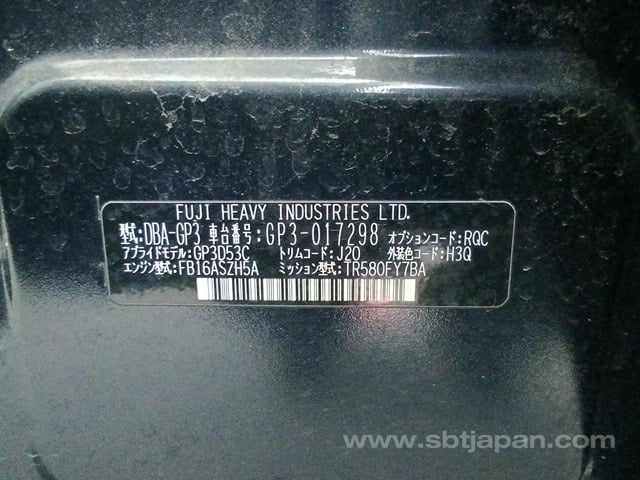 FUJI HEAVY INDUSTRIES LTD.
型式:DBA-GP3 車台番号:GP3-017298 オプションコード:RQC
アプライドモデル:GP3D53C トリムコード:J20 外装色コード:H3Q
エンジン型式:FB16ASZH5A ミッション型式:TR580FY7BA
www.sbtjapan.com